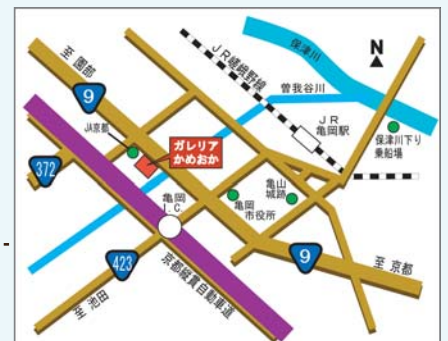 至 園部
9
JR嵯峨野線
保津川
N
曽我谷川
JA京都
ガレリア
かめおか
JR
亀岡駅
保津川下り
乗船場
372
亀岡
I.C.
亀山
城跡
亀岡
市役所
423
至 池田
京都縦貫自動車道
9
至 京都